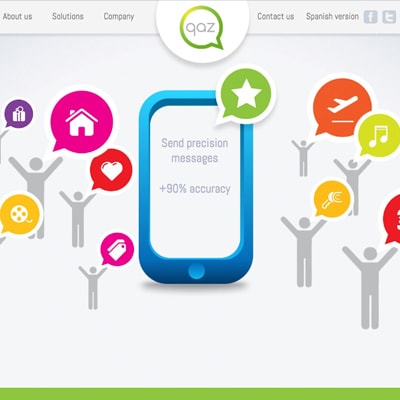 About us Solutions Company qaz Contact us Spanish version
Send precision
messages
+90% accuracy